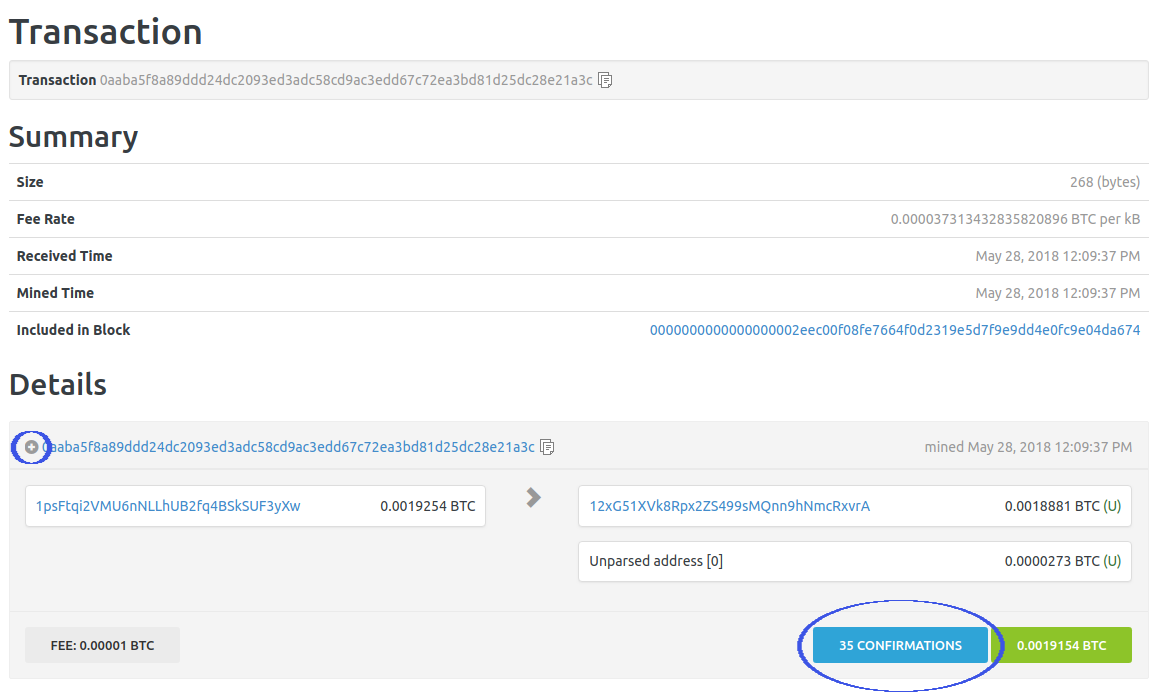 Transaction
Transaction 0aaba5f8a89ddd24dc2093ed3adc58cd9ac3edd67c72ea3bd81d25dc28e21a3c
Summary
Size 268 (bytes)
Fee Rate 0.000037313432835820896 BTC per kB
Received Time May 28, 2018 12:09:37 PM
Mined Time May 28, 2018 12:09:37 PM
Included in Block 0000000000000000002eec00f08fe7664f0d2319e5d7f9e9dd4e0fc9e04da674
Details
0aaba5f8a89ddd24dc2093ed3adc58cd9ac3edd67c72ea3bd81d25dc28e21a3c mined May 28, 2018 12:09:37 PM
1psFtqi2VMU6nNLLhUB2fq4BSkSUF3yXw 0.0019254 BTC 12xG51XVk8Rpx2ZS499sMQnn9hNmcRxvrA 0.0018881 BTC (U)
Unparsed address [0] 0.0000273 BTC (U)
FEE: 0.00001 BTC 35 CONFIRMATIONS 0.0019154 BTC